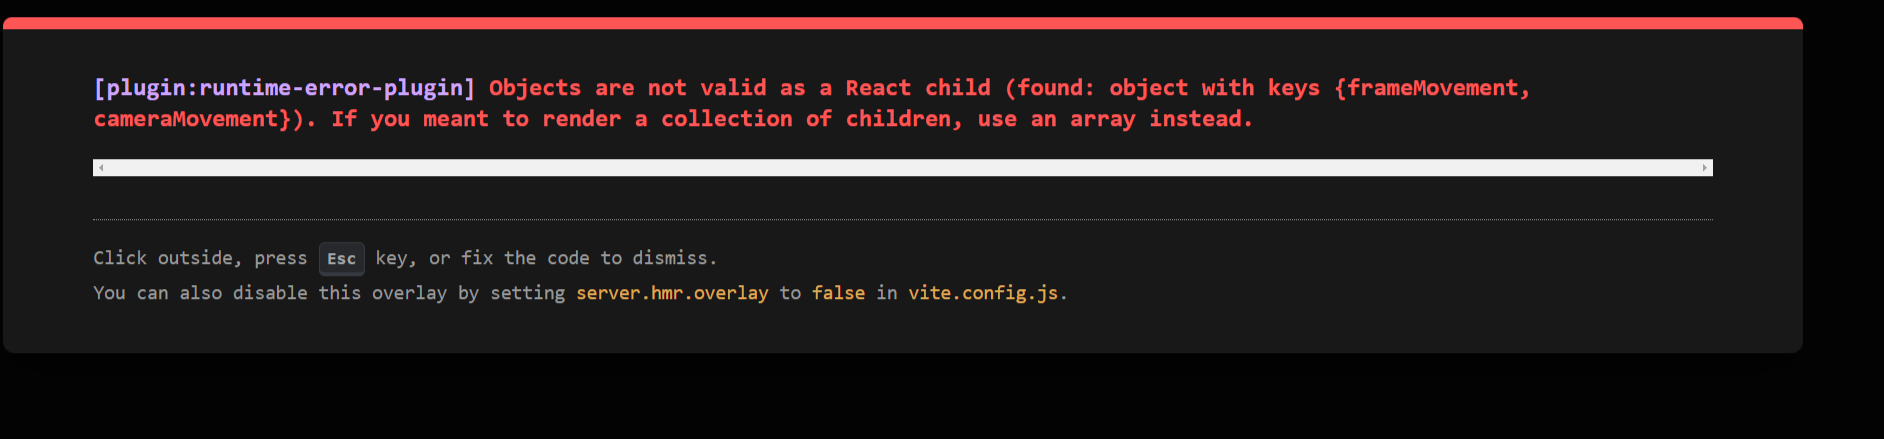 [plugin:runtime-error-plugin] Objects are not valid as a React child (found: object with keys {frameMovement,
cameraMovement}). If you meant to render a collection of children, use an array instead.
Click outside, press Esc key, or fix the code to dismiss.
You can also disable this overlay by setting server.hmr.overlay to false in vite.config.js.